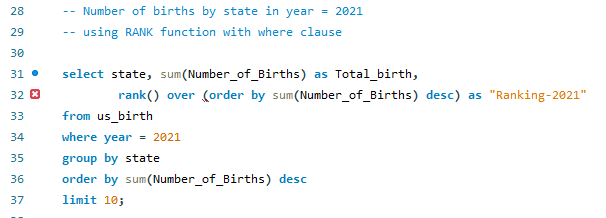 28 -- Number of births by state in year = 2021
29 -- using RANK function with where clause
30
31 select state, sum(Number_of_Births) as Total_birth,
32 rank() over (order by sum(Number_of_Births) desc) as "Ranking-2021"
33 from us_birth
34 where year = 2021
35 group by state
36 order by sum(Number_of_Births) desc
37 limit 10;